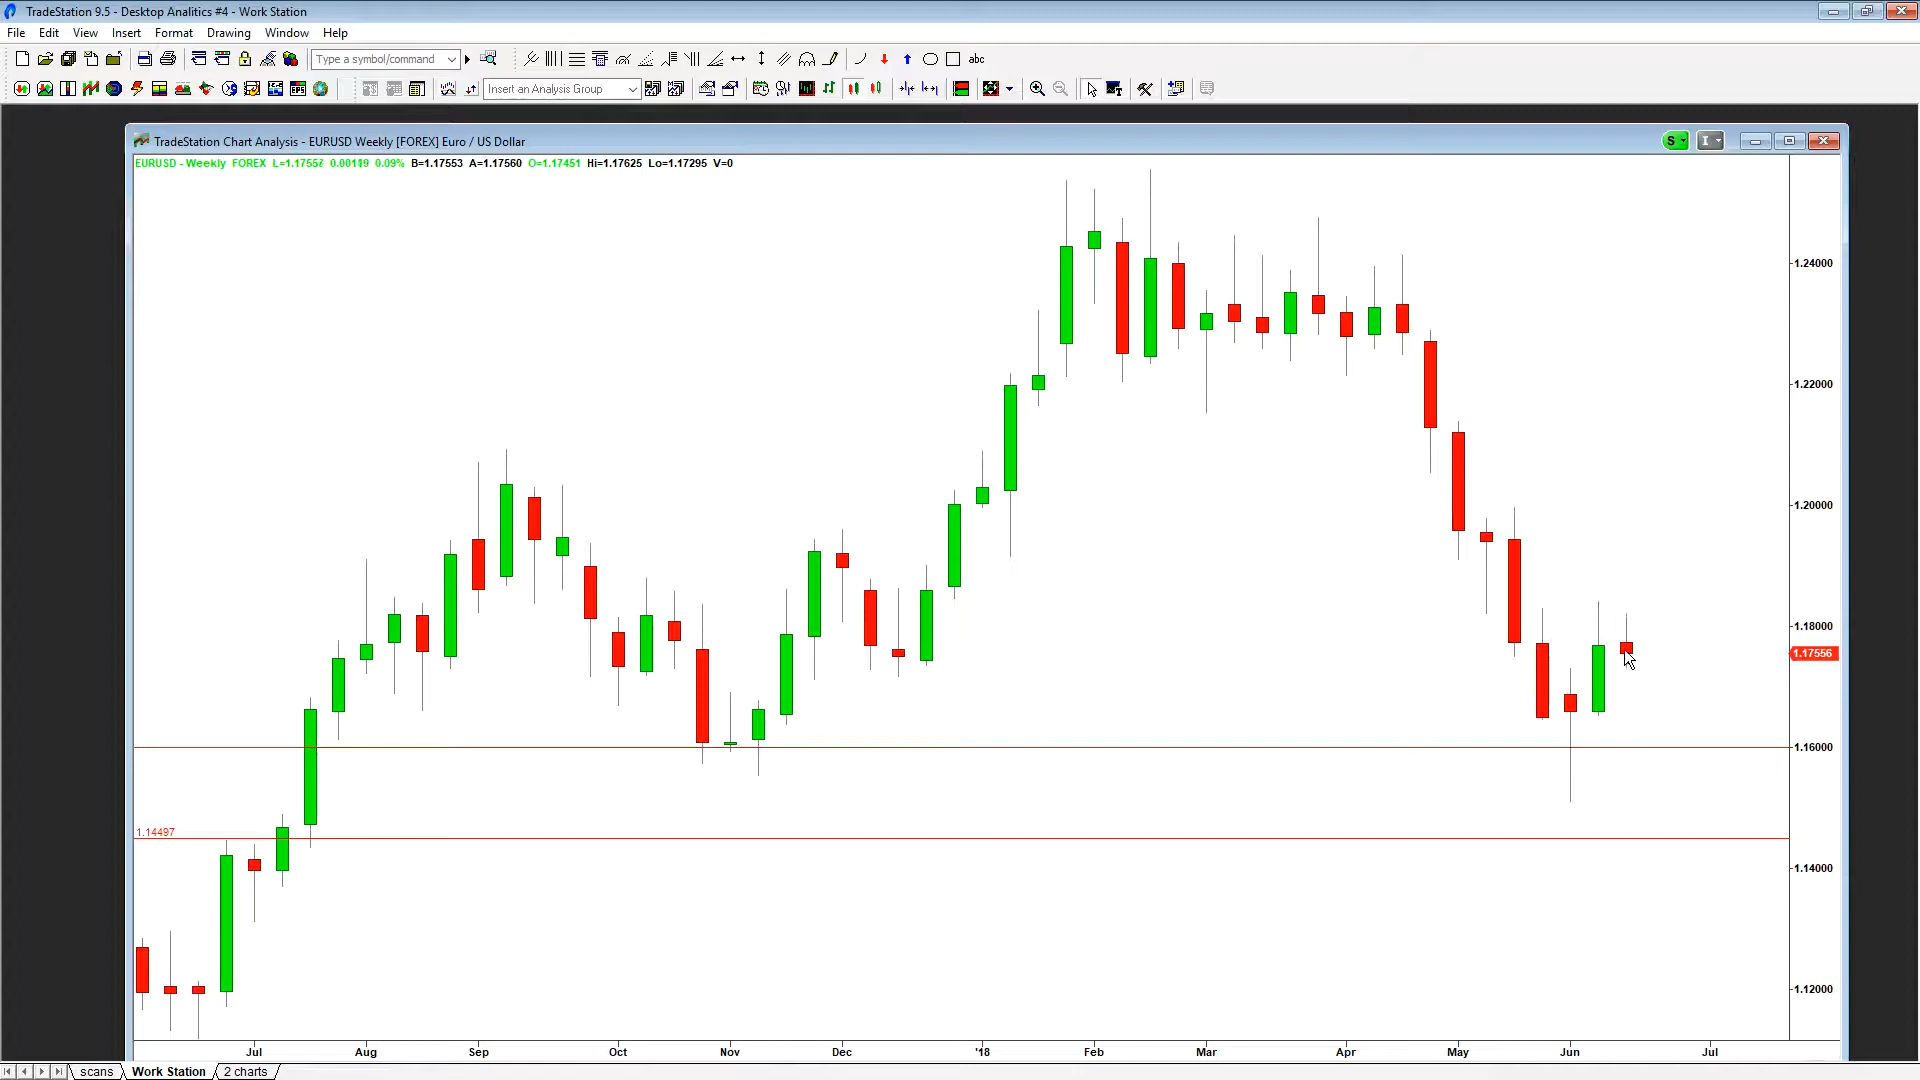 TradeStation 9.5 - Desktop Analitics #4 - Work Station
File Edit View Insert Format Drawing Window Help
Type a symbol/command
abc
Insert an Analysis Group
EPS
TradeStation Chart Analysis - EURUSD Weekly [FOREX] Euro / US Dollar
S I
EURUSD - Weekly FOREX 0.09% B=1.17553 A=1.17560 O=1.17451 Hi=1.17625 Lo=1.17295 V=0
1.24000
1.22000
1.20000
1.18000
1.17556
1.16000
1.14497
1.14000
1.12000
Jul Aug Sep Oct Nov Dec '18 Feb Mar Apr May Jun Jul
scans Work Station 2 charts